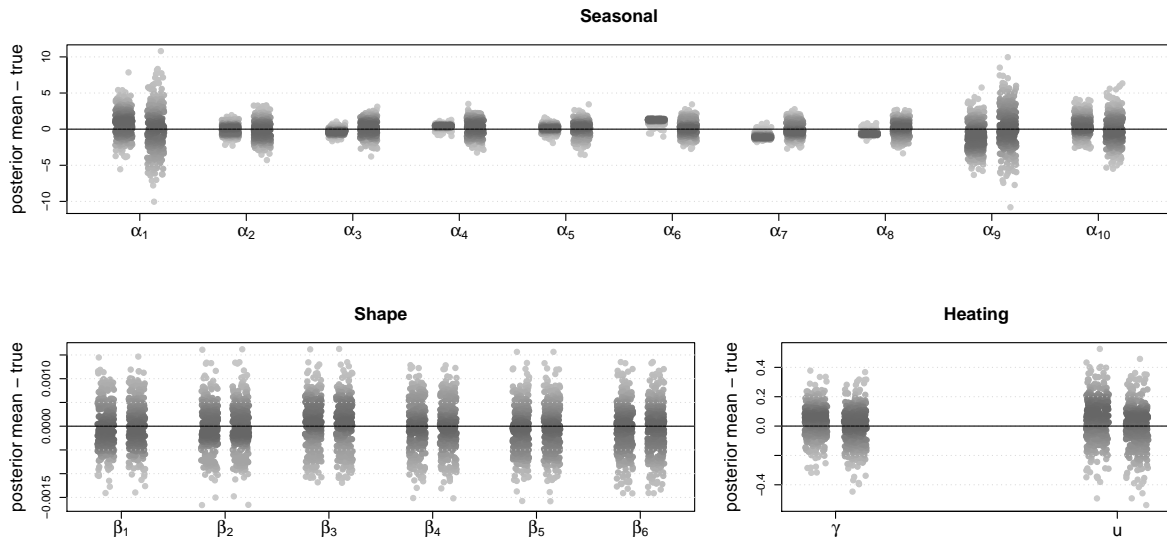 Seasonal
posterior mean − true
10
5
0
−5
−10
α1 α2 α3 α4 α5 α6 α7 α8 α9 α10
Shape
posterior mean − true
0.0010
0.0000
−0.0015
β1 β2 β3 β4 β5 β6
Heating
posterior mean − true
0.4
0.2
0.0
−0.4
γ u